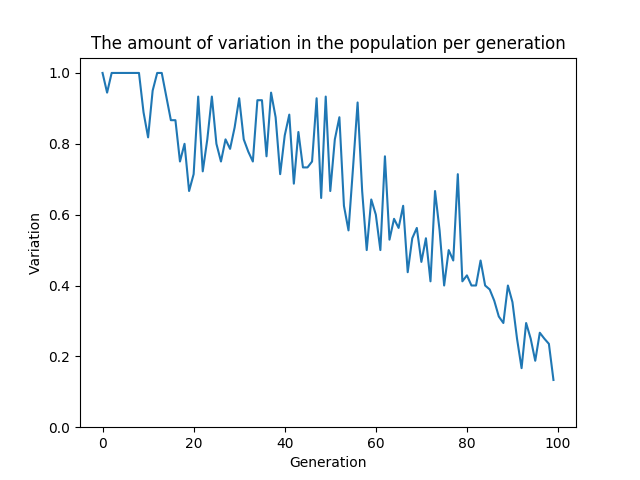 The amount of variation in the population per generation
1.0
0.8
0.6
0.4
0.2
0.0
Variation
0 20 40 60 80 100
Generation